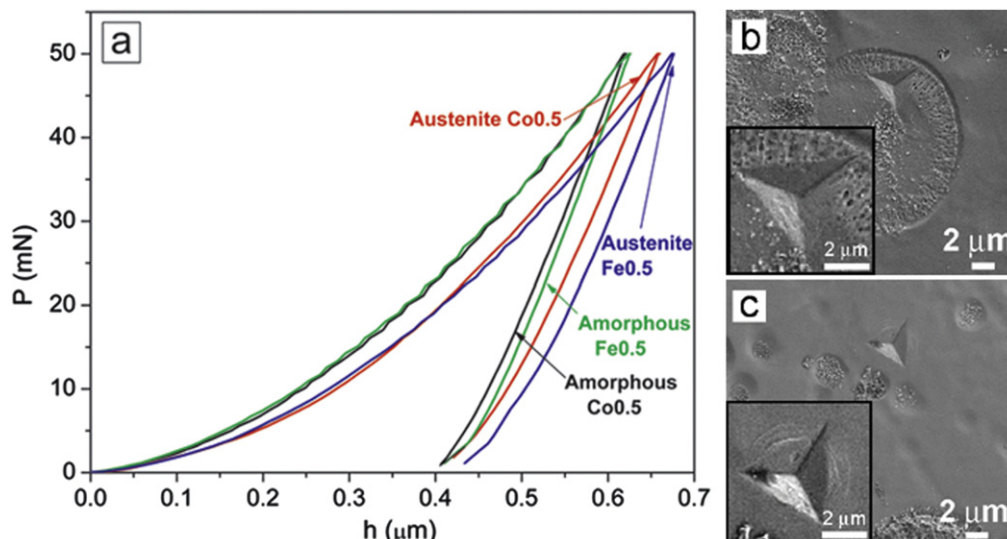 a
50
40
30
20
10
0
P (mN)
0.0 0.1 0.2 0.3 0.4 0.5 0.6 0.7
h (μm)
Austenite Co0.5
Austenite
Fe0.5
Amorphous
Fe0.5
Amorphous
Co0.5
b
2 μm
2 μm
c
2 μm
2 μm